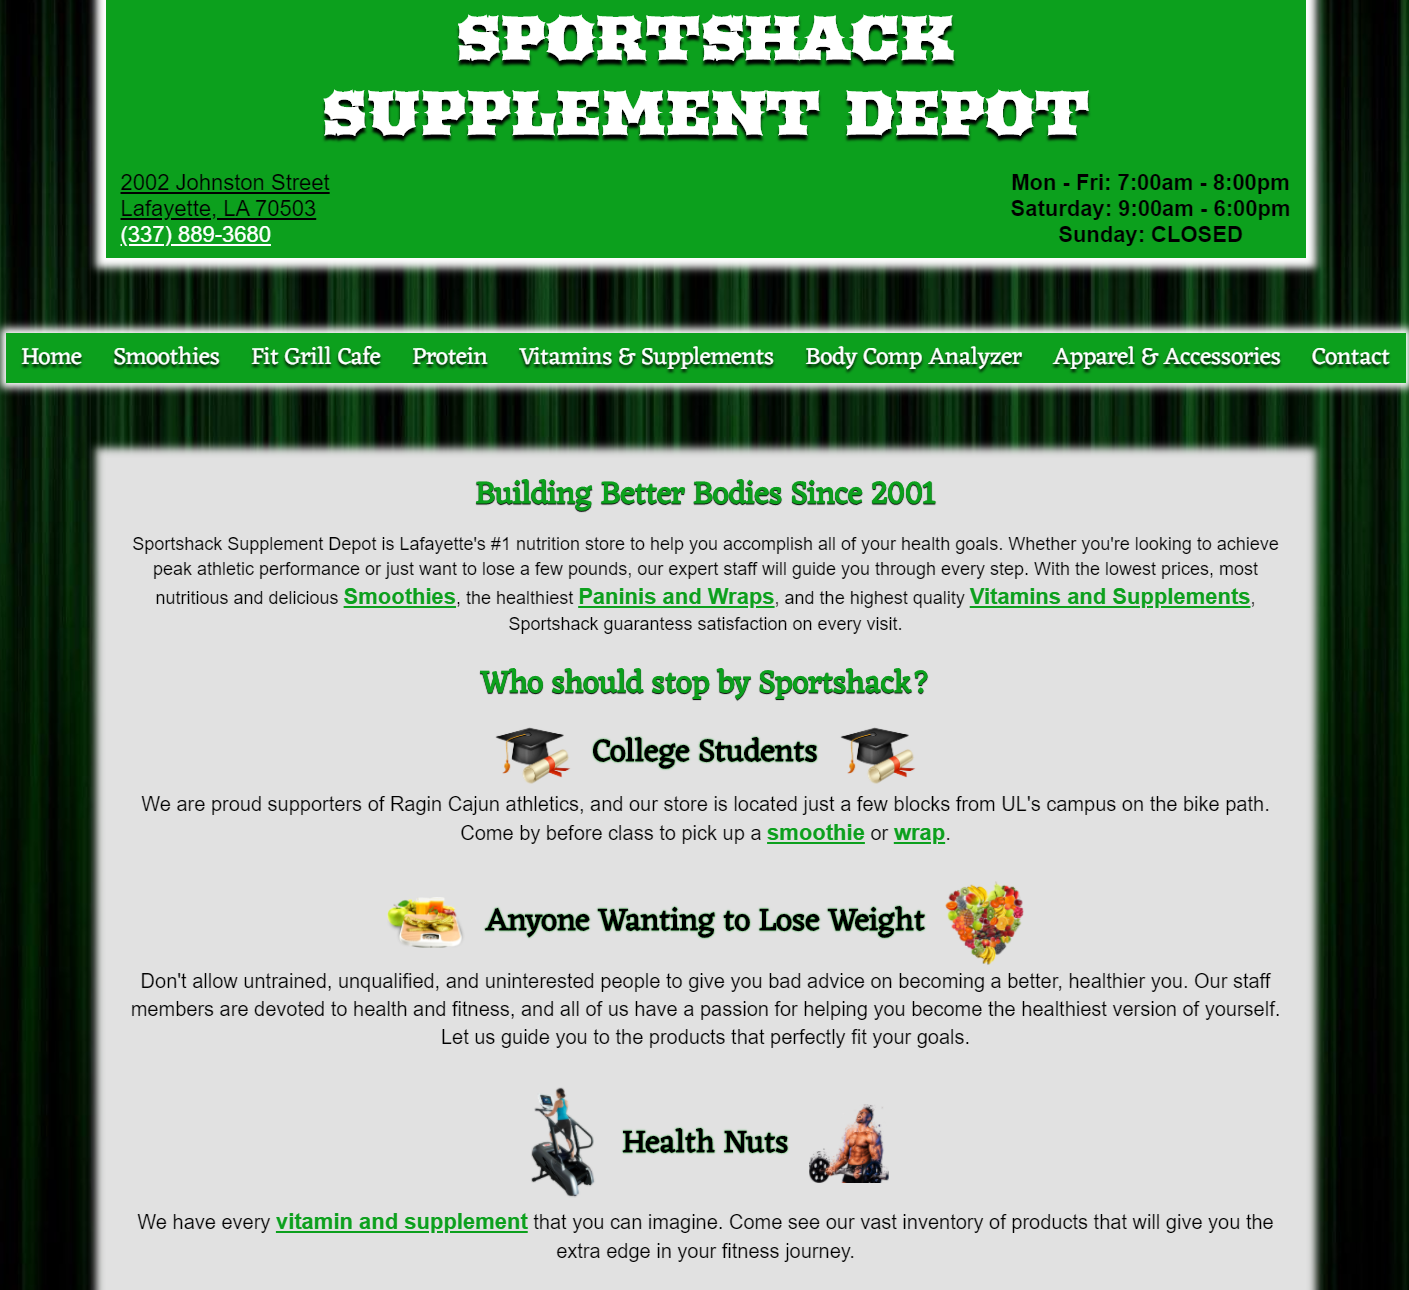 SPORTSHACK
SUPPLEMENT DEPOT
2002 Johnston Street
Lafayette, LA 70503
(337) 889-3680
Mon - Fri: 7:00am - 8:00pm
Saturday: 9:00am - 6:00pm
Sunday: CLOSED
Home Smoothies Fit Grill Cafe Protein Vitamins & Supplements Body Comp Analyzer Apparel & Accessories Contact
Building Better Bodies Since 2001
Sportshack Supplement Depot is Lafayette's #1 nutrition store to help you accomplish all of your health goals. Whether you're looking to achieve
peak athletic performance or just want to lose a few pounds, our expert staff will guide you through every step. With the lowest prices, most
nutritious and delicious Smoothies, the healthiest Paninis and Wraps, and the highest quality Vitamins and Supplements,
Sportshack guarantess satisfaction on every visit.
Who should stop by Sportshack?
College Students
We are proud supporters of Ragin Cajun athletics, and our store is located just a few blocks from UL's campus on the bike path.
Come by before class to pick up a smoothie or wrap.
Anyone Wanting to Lose Weight
Don't allow untrained, unqualified, and uninterested people to give you bad advice on becoming a better, healthier you. Our staff
members are devoted to health and fitness, and all of us have a passion for helping you become the healthiest version of yourself.
Let us guide you to the products that perfectly fit your goals.
Health Nuts
We have every vitamin and supplement that you can imagine. Come see our vast inventory of products that will give you the
extra edge in your fitness journey.